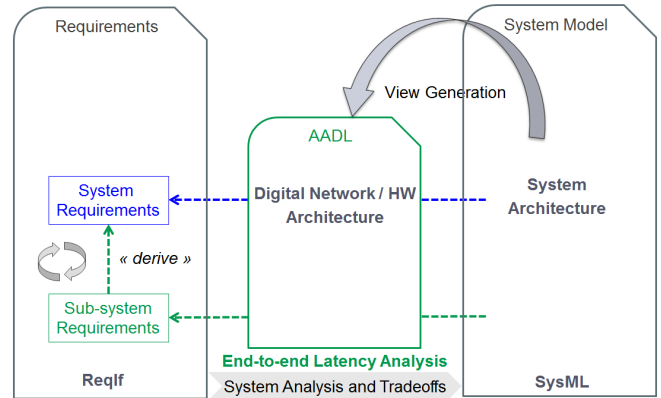 Requirements
System Model
View Generation
AADL
System
Requirements
Digital Network / HW
Architecture
System
Architecture
« derive »
Sub-system
Requirements
End-to-end Latency Analysis
ReqIf
System Analysis and Tradeoffs
SysML